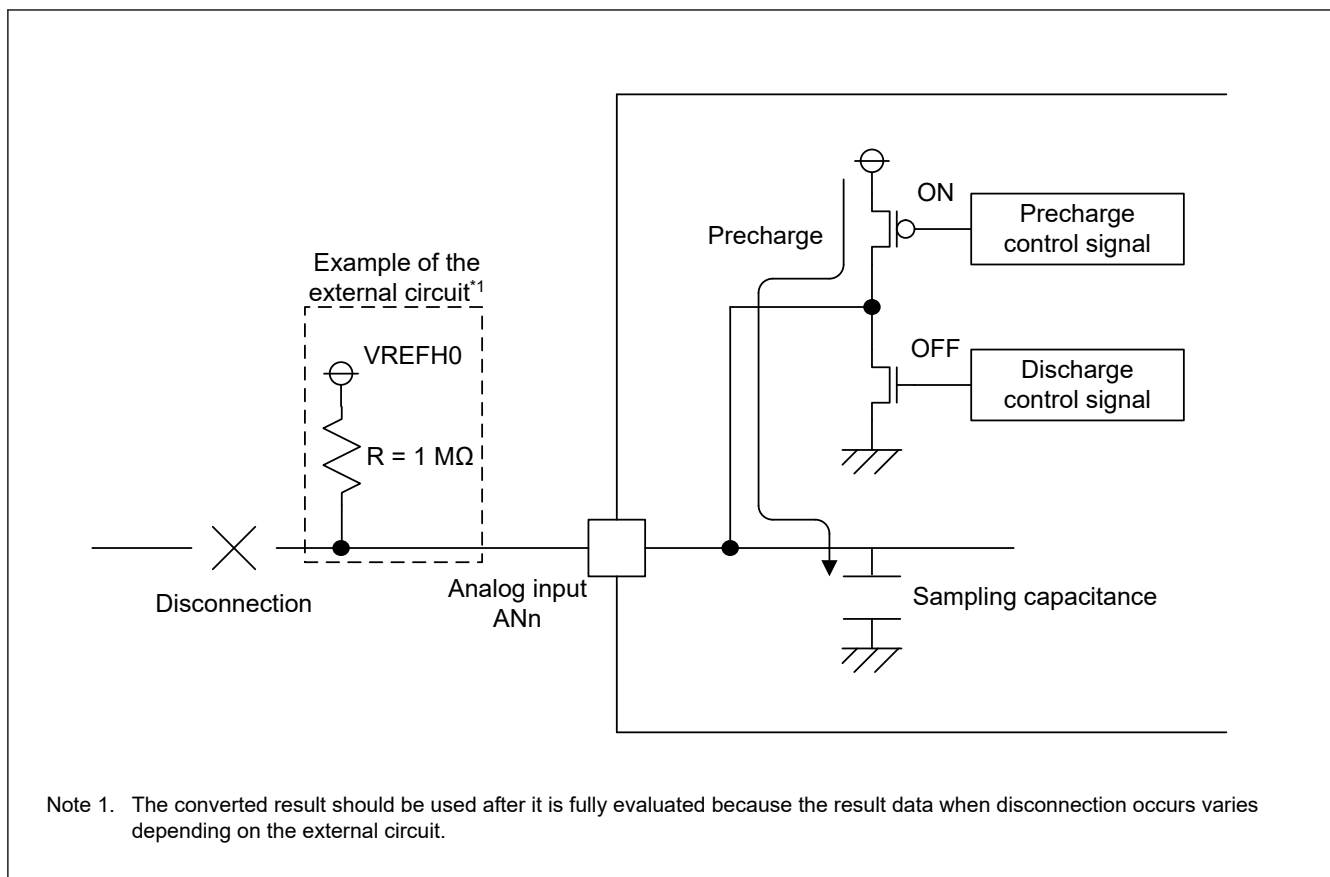 ON
Precharge
control signal
Precharge
Example of the
external circuit*1
VREFH0
OFF
Discharge
control signal
R = 1 MΩ
Analog input
ANn
Disconnection
Sampling capacitance
Note 1. The converted result should be used after it is fully evaluated because the result data when disconnection occurs varies
depending on the external circuit.